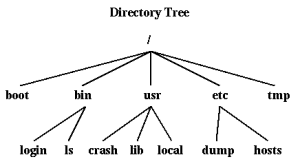 Directory Tree
/
boot bin usr etc tmp
login ls crash lib local dump hosts